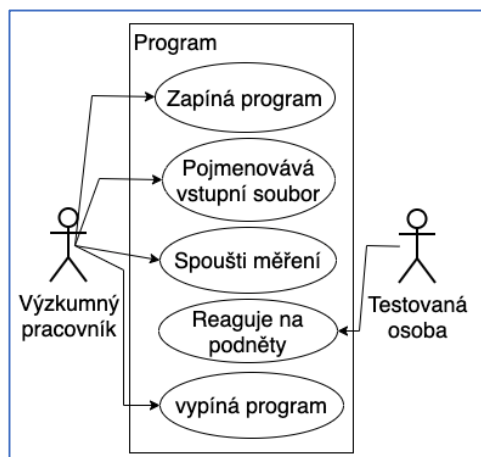 Program
Zapíná program
Pojmenovává
vstupní soubor
Spoušti měření
Reaguje na
podněty
vypíná program
Výzkumný
pracovník
Testovaná
osoba